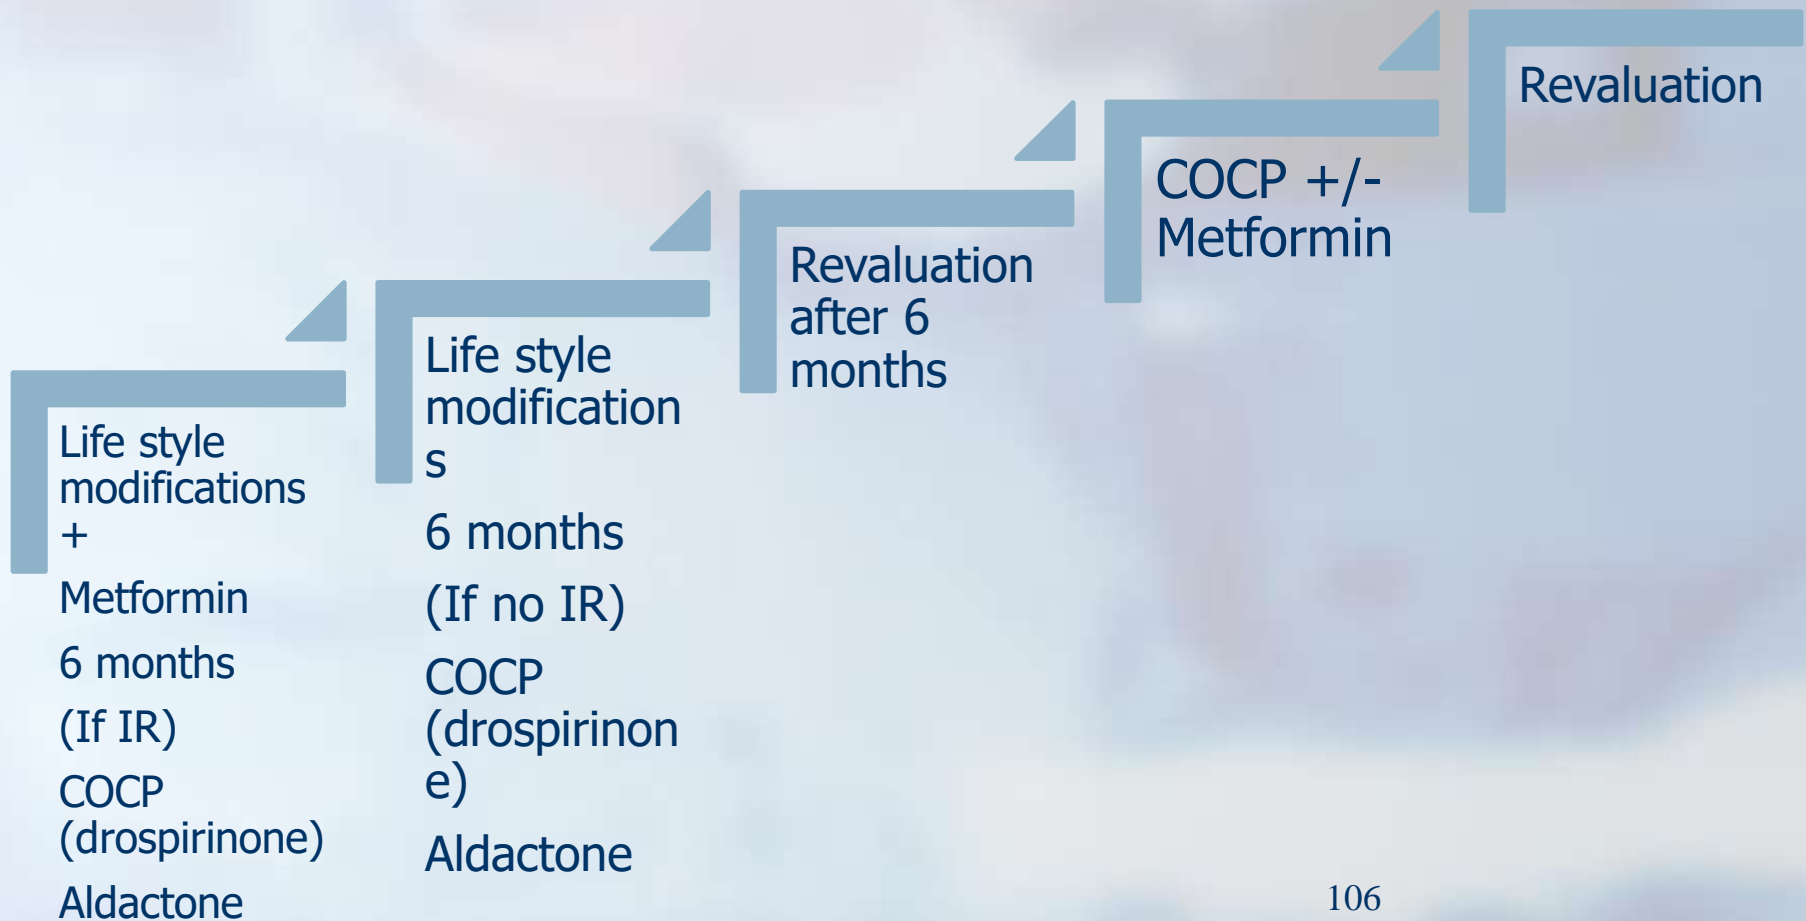 Life style
modifications
+
Metformin
6 months
(If IR)
COCP
(drospirinone)
Aldactone
Life style
modification
s
6 months
(If no IR)
COCP
(drospirinon
e)
Aldactone
Revaluation
after 6
months
COCP +/-
Metformin
Revaluation
106